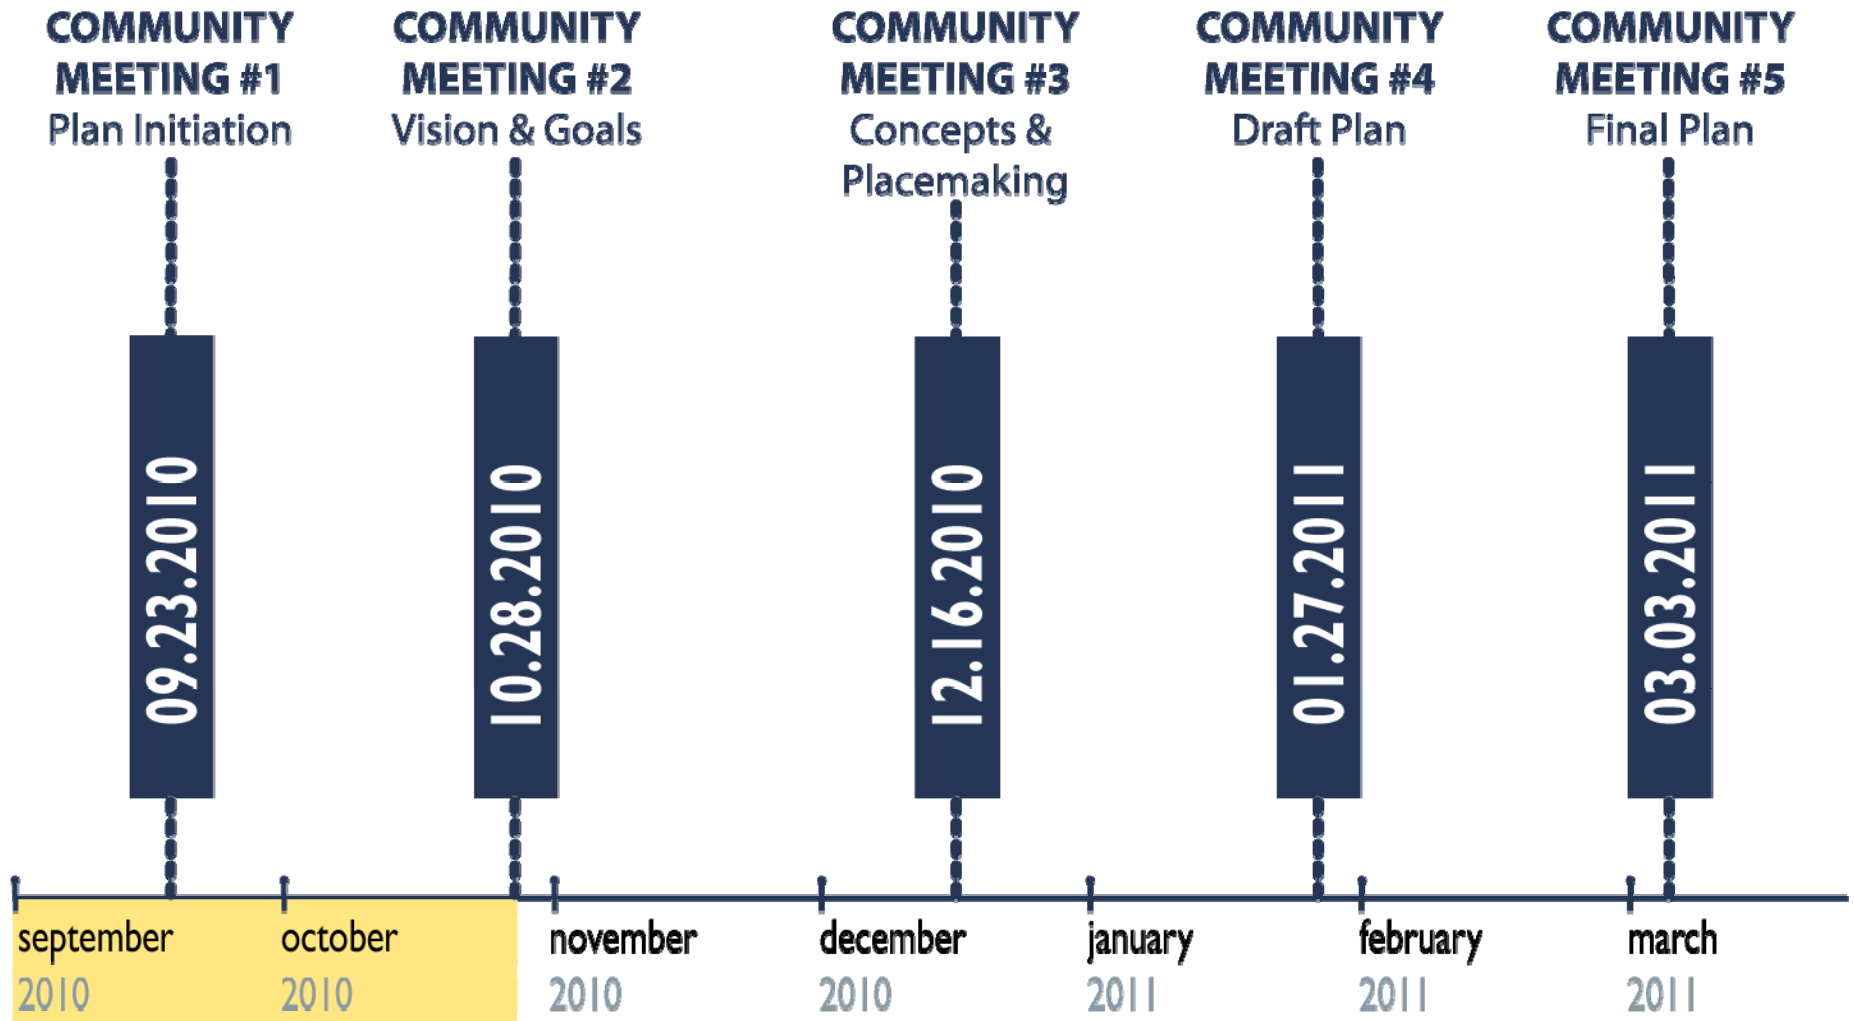 COMMUNITY
MEETING #1
Plan Initiation
COMMUNITY
MEETING #2
Vision & Goals
COMMUNITY
MEETING #3
Concepts &
Placemaking
COMMUNITY
MEETING #4
Draft Plan
COMMUNITY
MEETING #5
Final Plan
09.23.2010
10.28.2010
12.16.2010
01.27.2011
03.03.2011
september
2010
october
2010
november
2010
december
2010
january
2011
february
2011
march
2011